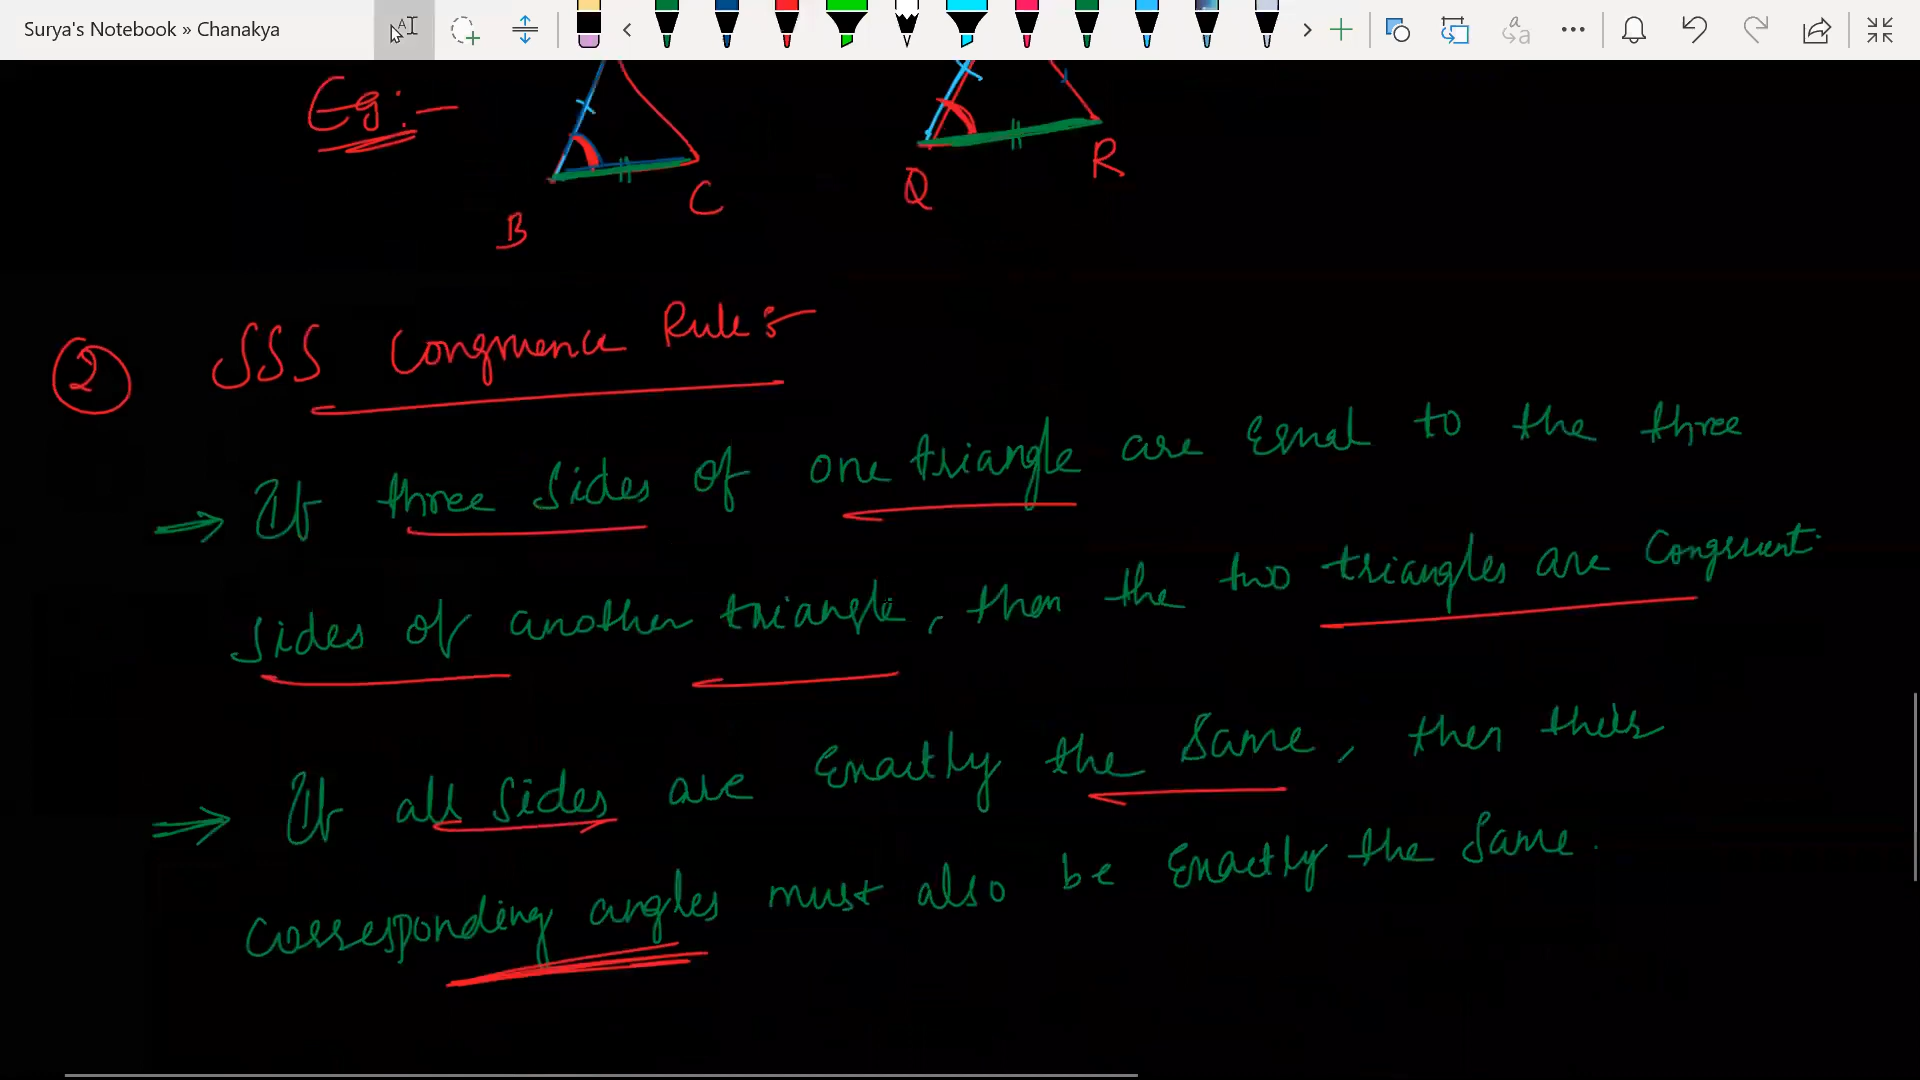 Surya's Notebook » Chanakya
Eg:-
B C Q R
② SSS Congruence Rule:-
⇒ If three sides of one triangle are Equal to the three
sides of another triangle, then the two triangles are Congruent.
⇒ If all sides are Exactly the Same, then their
Corresponding angles must also be Exactly the Same.